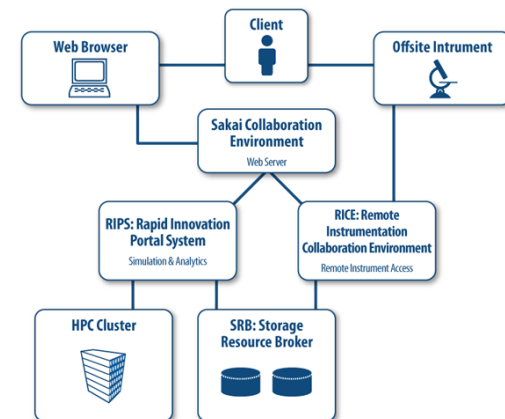 Client
Web Browser
Offsite Intrument
Sakai Collaboration
Environment
Web Server
RIPS: Rapid Innovation
Portal System
Simulation & Analytics
RICE: Remote
Instrumentation
Collaboration Environment
Remote Instrument Access
HPC Cluster
SRB: Storage
Resource Broker